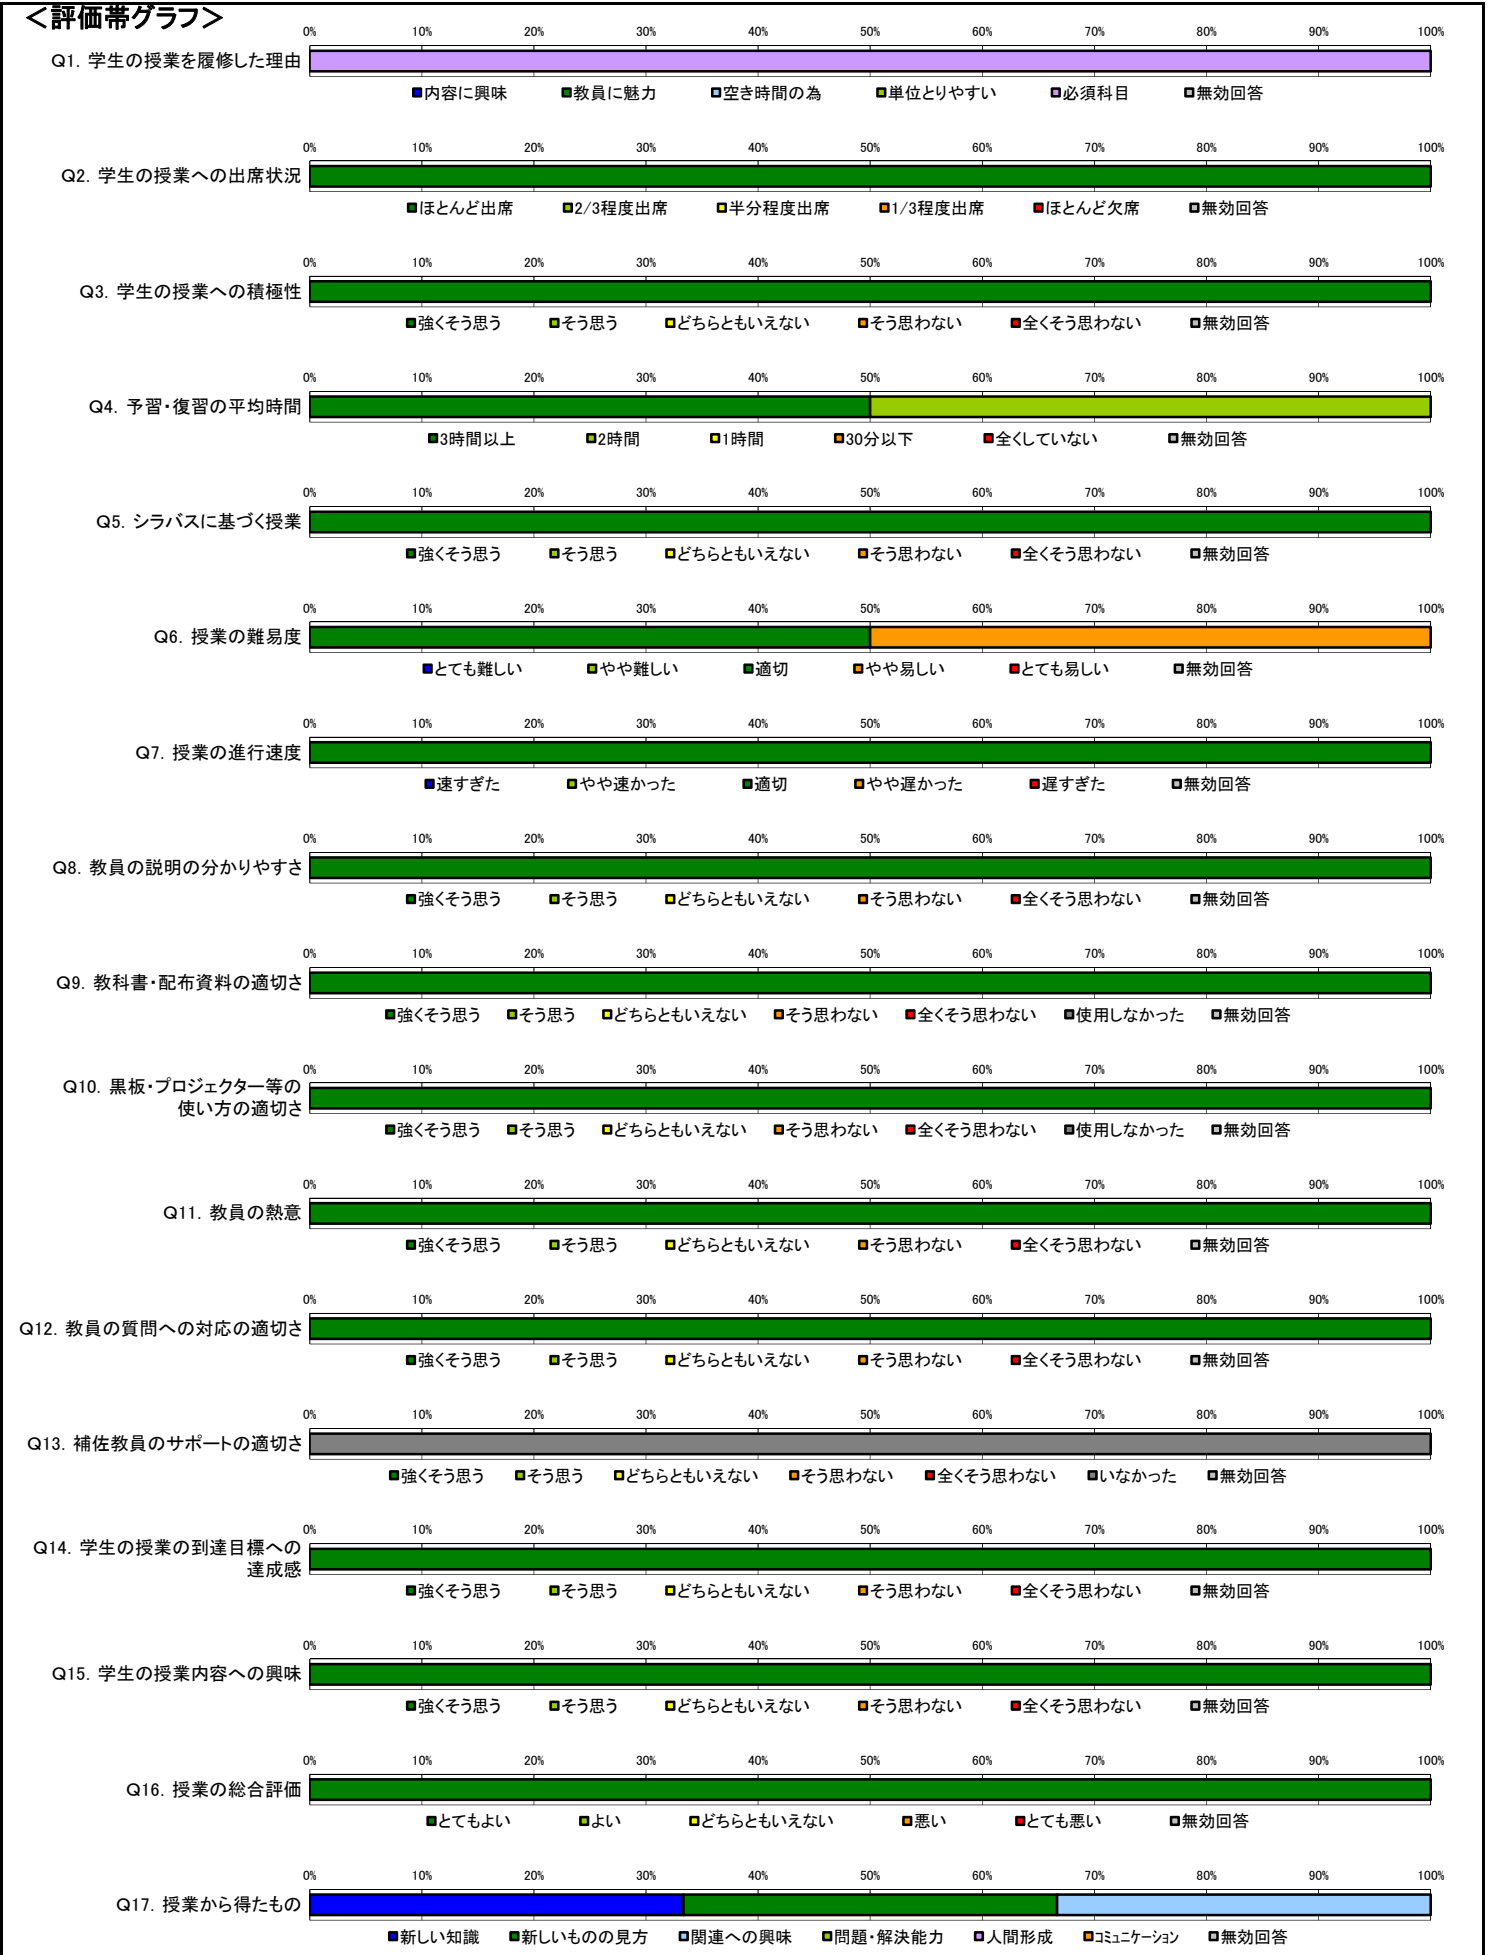 ＜評価帯グラフ＞
0% 10% 20% 30% 40% 50% 60% 70% 80% 90% 100%
Q1. 学生の授業を履修した理由
内容に興味 教員に魅力 空き時間の為 単位とりやすい 必須科目 無効回答
0% 10% 20% 30% 40% 50% 60% 70% 80% 90% 100%
Q2. 学生の授業への出席状況
ほとんど出席 2/3程度出席 半分程度出席 1/3程度出席 ほとんど欠席 無効回答
0% 10% 20% 30% 40% 50% 60% 70% 80% 90% 100%
Q3. 学生の授業への積極性
強くそう思う そう思う どちらともいえない そう思わない 全くそう思わない 無効回答
0% 10% 20% 30% 40% 50% 60% 70% 80% 90% 100%
Q4. 予習・復習の平均時間
3時間以上 2時間 1時間 30分以下 全くしていない 無効回答
0% 10% 20% 30% 40% 50% 60% 70% 80% 90% 100%
Q5. シラバスに基づく授業
強くそう思う そう思う どちらともいえない そう思わない 全くそう思わない 無効回答
0% 10% 20% 30% 40% 50% 60% 70% 80% 90% 100%
Q6. 授業の難易度
とても難しい やや難しい 適切 やや易しい とても易しい 無効回答
0% 10% 20% 30% 40% 50% 60% 70% 80% 90% 100%
Q7. 授業の進行速度
速すぎた やや速かった 適切 やや遅かった 遅すぎた 無効回答
0% 10% 20% 30% 40% 50% 60% 70% 80% 90% 100%
Q8. 教員の説明の分かりやすさ
強くそう思う そう思う どちらともいえない そう思わない 全くそう思わない 無効回答
0% 10% 20% 30% 40% 50% 60% 70% 80% 90% 100%
Q9. 教科書・配布資料の適切さ
強くそう思う そう思う どちらともいえない そう思わない 全くそう思わない 使用しなかった 無効回答
0% 10% 20% 30% 40% 50% 60% 70% 80% 90% 100%
Q10. 黒板・プロジェクター等の
使い方の適切さ
強くそう思う そう思う どちらともいえない そう思わない 全くそう思わない 使用しなかった 無効回答
0% 10% 20% 30% 40% 50% 60% 70% 80% 90% 100%
Q11. 教員の熱意
強くそう思う そう思う どちらともいえない そう思わない 全くそう思わない 無効回答
0% 10% 20% 30% 40% 50% 60% 70% 80% 90% 100%
Q12. 教員の質問への対応の適切さ
強くそう思う そう思う どちらともいえない そう思わない 全くそう思わない 無効回答
0% 10% 20% 30% 40% 50% 60% 70% 80% 90% 100%
Q13. 補佐教員のサポートの適切さ
強くそう思う そう思う どちらともいえない そう思わない 全くそう思わない いなかった 無効回答
0% 10% 20% 30% 40% 50% 60% 70% 80% 90% 100%
Q14. 学生の授業の到達目標への
達成感
強くそう思う そう思う どちらともいえない そう思わない 全くそう思わない 無効回答
0% 10% 20% 30% 40% 50% 60% 70% 80% 90% 100%
Q15. 学生の授業内容への興味
強くそう思う そう思う どちらともいえない そう思わない 全くそう思わない 無効回答
0% 10% 20% 30% 40% 50% 60% 70% 80% 90% 100%
Q16. 授業の総合評価
とてもよい よい どちらともいえない 悪い とても悪い 無効回答
0% 10% 20% 30% 40% 50% 60% 70% 80% 90% 100%
Q17. 授業から得たもの
新しい知識 新しいものの見方 関連への興味 問題・解決能力 人間形成 コミュニケーション 無効回答